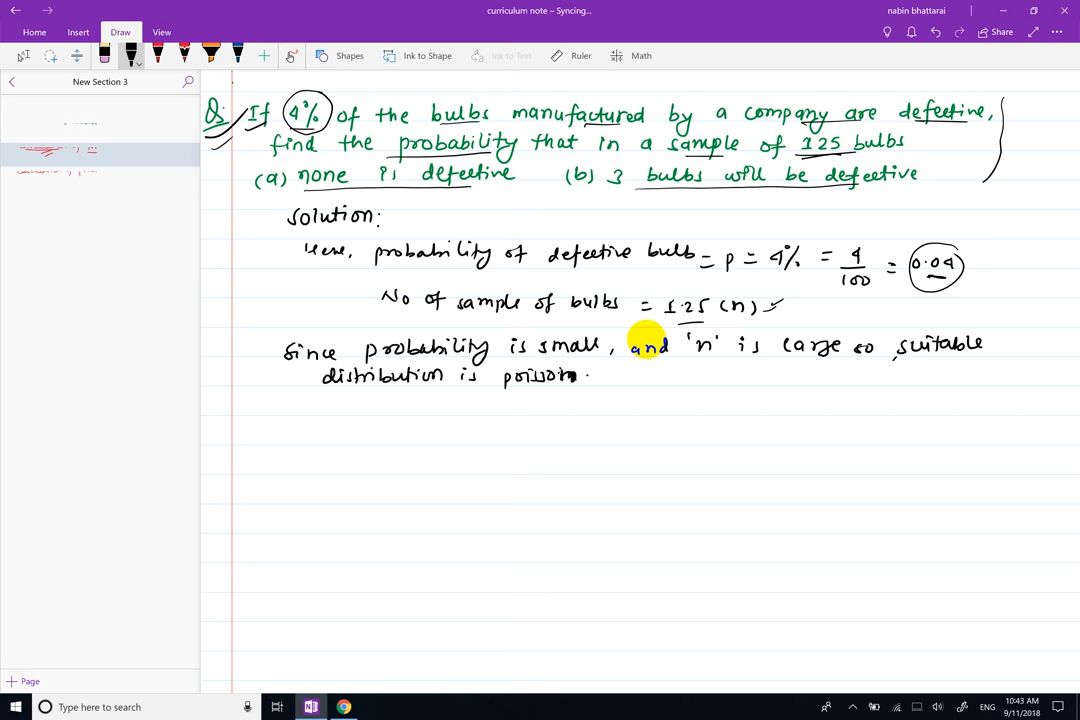 curriculum note – Syncing...
nabin bhattarai
Home Insert Draw View
Share
Shapes Ink to Shape Ink to Text Ruler Math
New Section 3
Q: If 4% of the bulbs manufactured by a company are defective,
find the probability that in a sample of 125 bulbs
(a) none is defective (b) 3 bulbs will be defective
Solution:
Here, probability of defective bulb = p = 4% = 4/100 = 0.04
No of sample of bulbs = 125 (n)
Since probability is small, and 'n' is large so, suitable
distribution is poisson.
+ Page
Type here to search
ENG
10:43 AM
9/11/2018